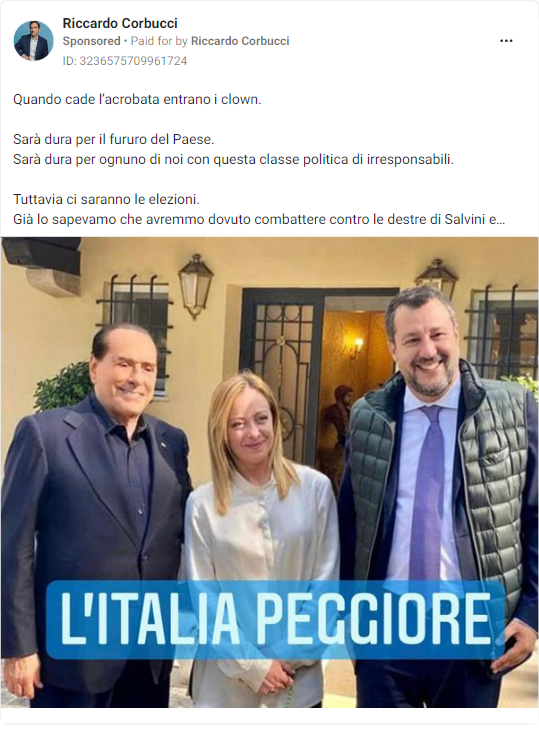 Riccardo Corbucci
Sponsored • Paid for by Riccardo Corbucci
ID: 3236575709961724
Quando cade l’acrobata entrano i clown.
Sarà dura per il fururo del Paese.
Sarà dura per ognuno di noi con questa classe politica di irresponsabili.
Tuttavia ci saranno le elezioni.
Già lo sapevamo che avremmo dovuto combattere contro le destre di Salvini e...
L'ITALIA PEGGIORE